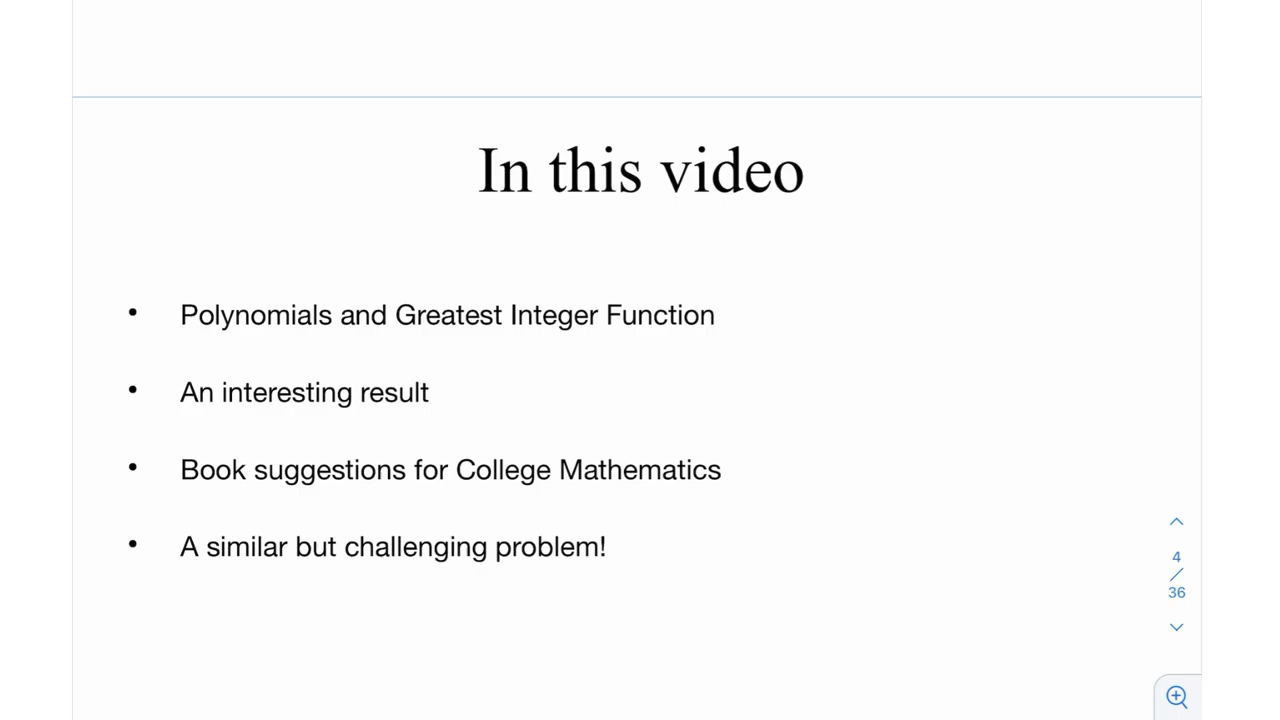 In this video
• Polynomials and Greatest Integer Function
• An interesting result
• Book suggestions for College Mathematics
• A similar but challenging problem!
4
/
36